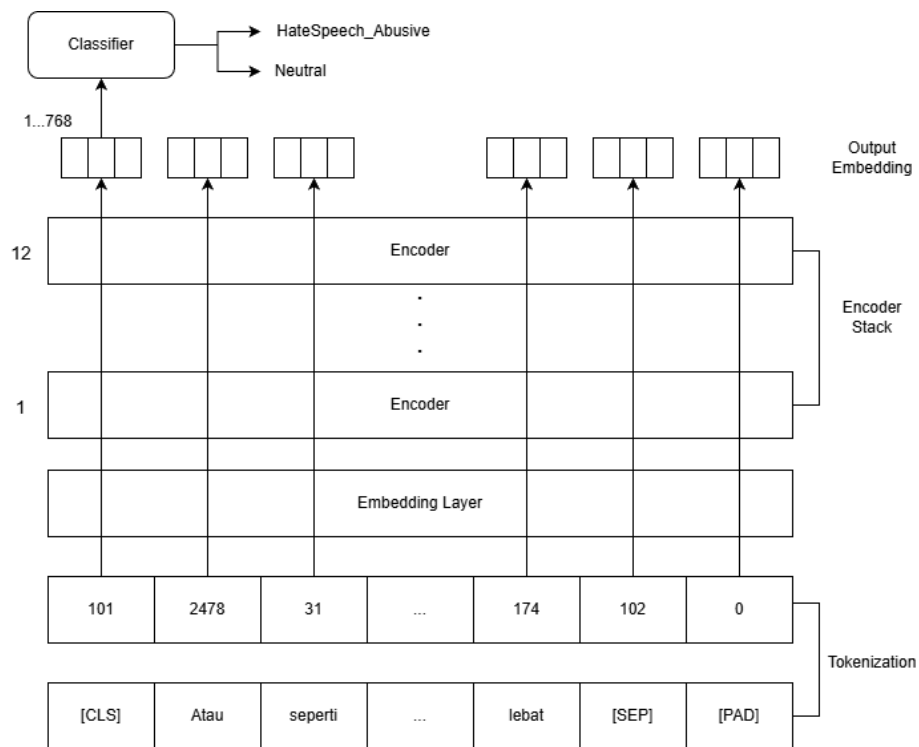 Classifier
HateSpeech_Abusive
Neutral
1...768
Output
Embedding
12
Encoder
.
.
.
Encoder
Stack
1
Encoder
Embedding Layer
101 2478 31 ... 174 102 0
Tokenization
[CLS] Atau seperti ... lebat [SEP] [PAD]